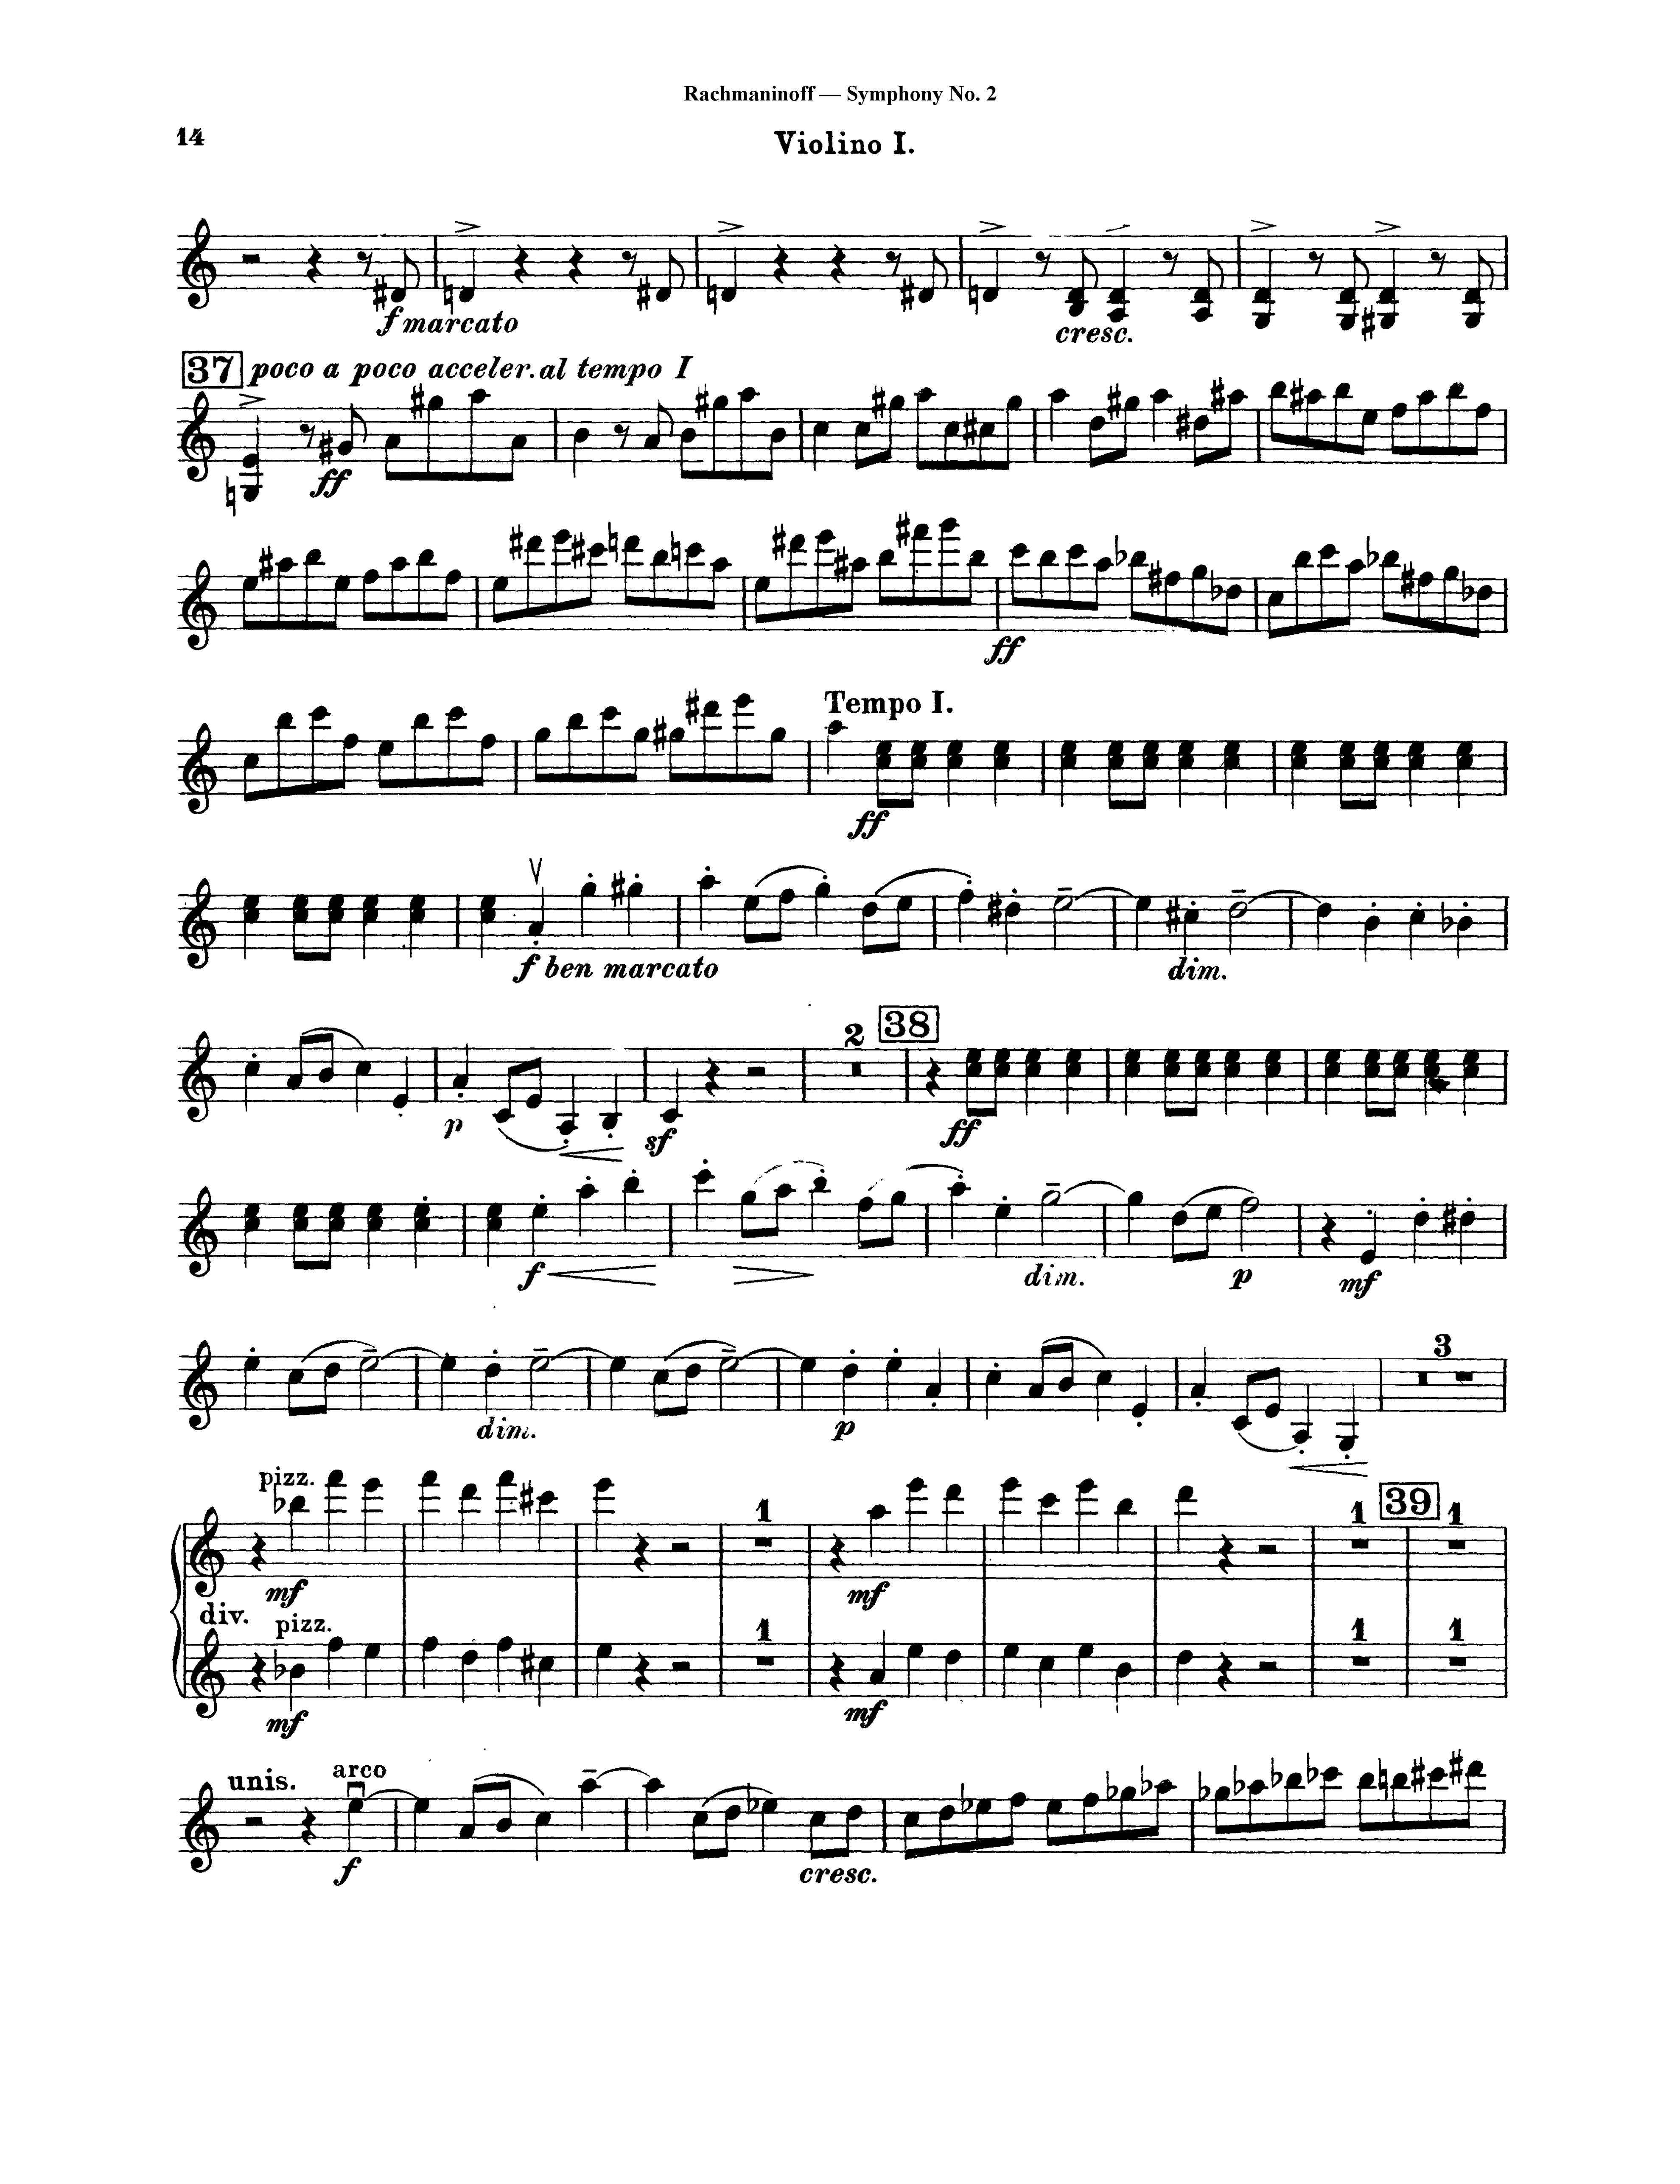 Rachmaninoff — Symphony No. 2
14
Violino I.
f marcato
cresc.
37 poco a poco acceler. al tempo I
ff
ff
Tempo I.
ff
f ben marcato
dim.
2 38
p
sf
ff
f
dim.
p
mf
3
dim.
p
pizz.
1
39
1
1
mf
mf
div.
pizz.
1
1
1
mf
mf
unis.
arco
f
cresc.